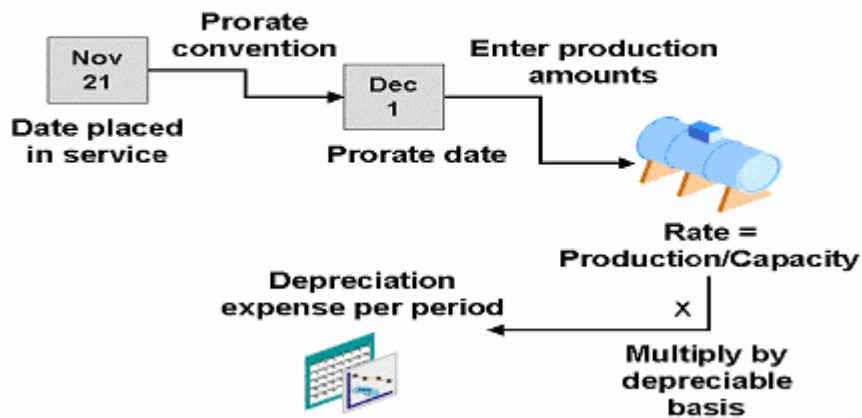 Nov
21
Date placed
in service
Prorate
convention
Dec
1
Prorate date
Enter production
amounts
Rate =
Production/Capacity
X
Multiply by
depreciable
basis
Depreciation
expense per period